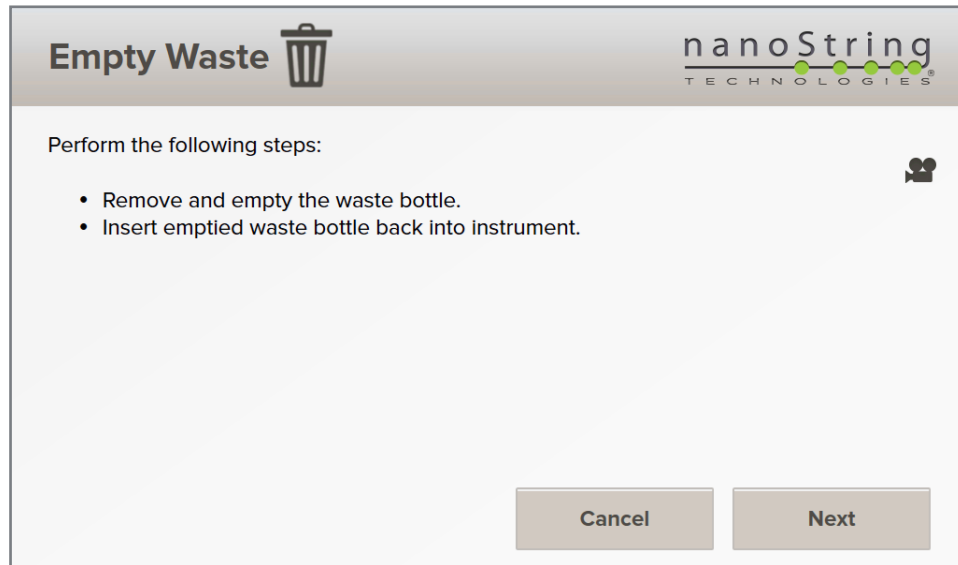 Empty Waste
nanoString
TECHNOLOGIES®
Perform the following steps:
• Remove and empty the waste bottle.
• Insert emptied waste bottle back into instrument.
Cancel
Next